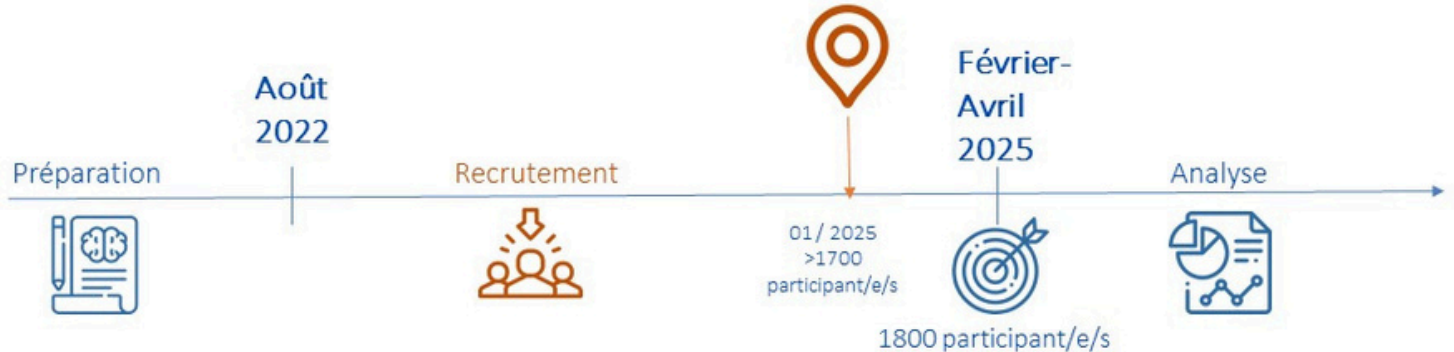 Août
2022
Février-
Avril
2025
Préparation
Recrutement
Analyse
01/ 2025
>1700
participant/e/s
1800 participant/e/s